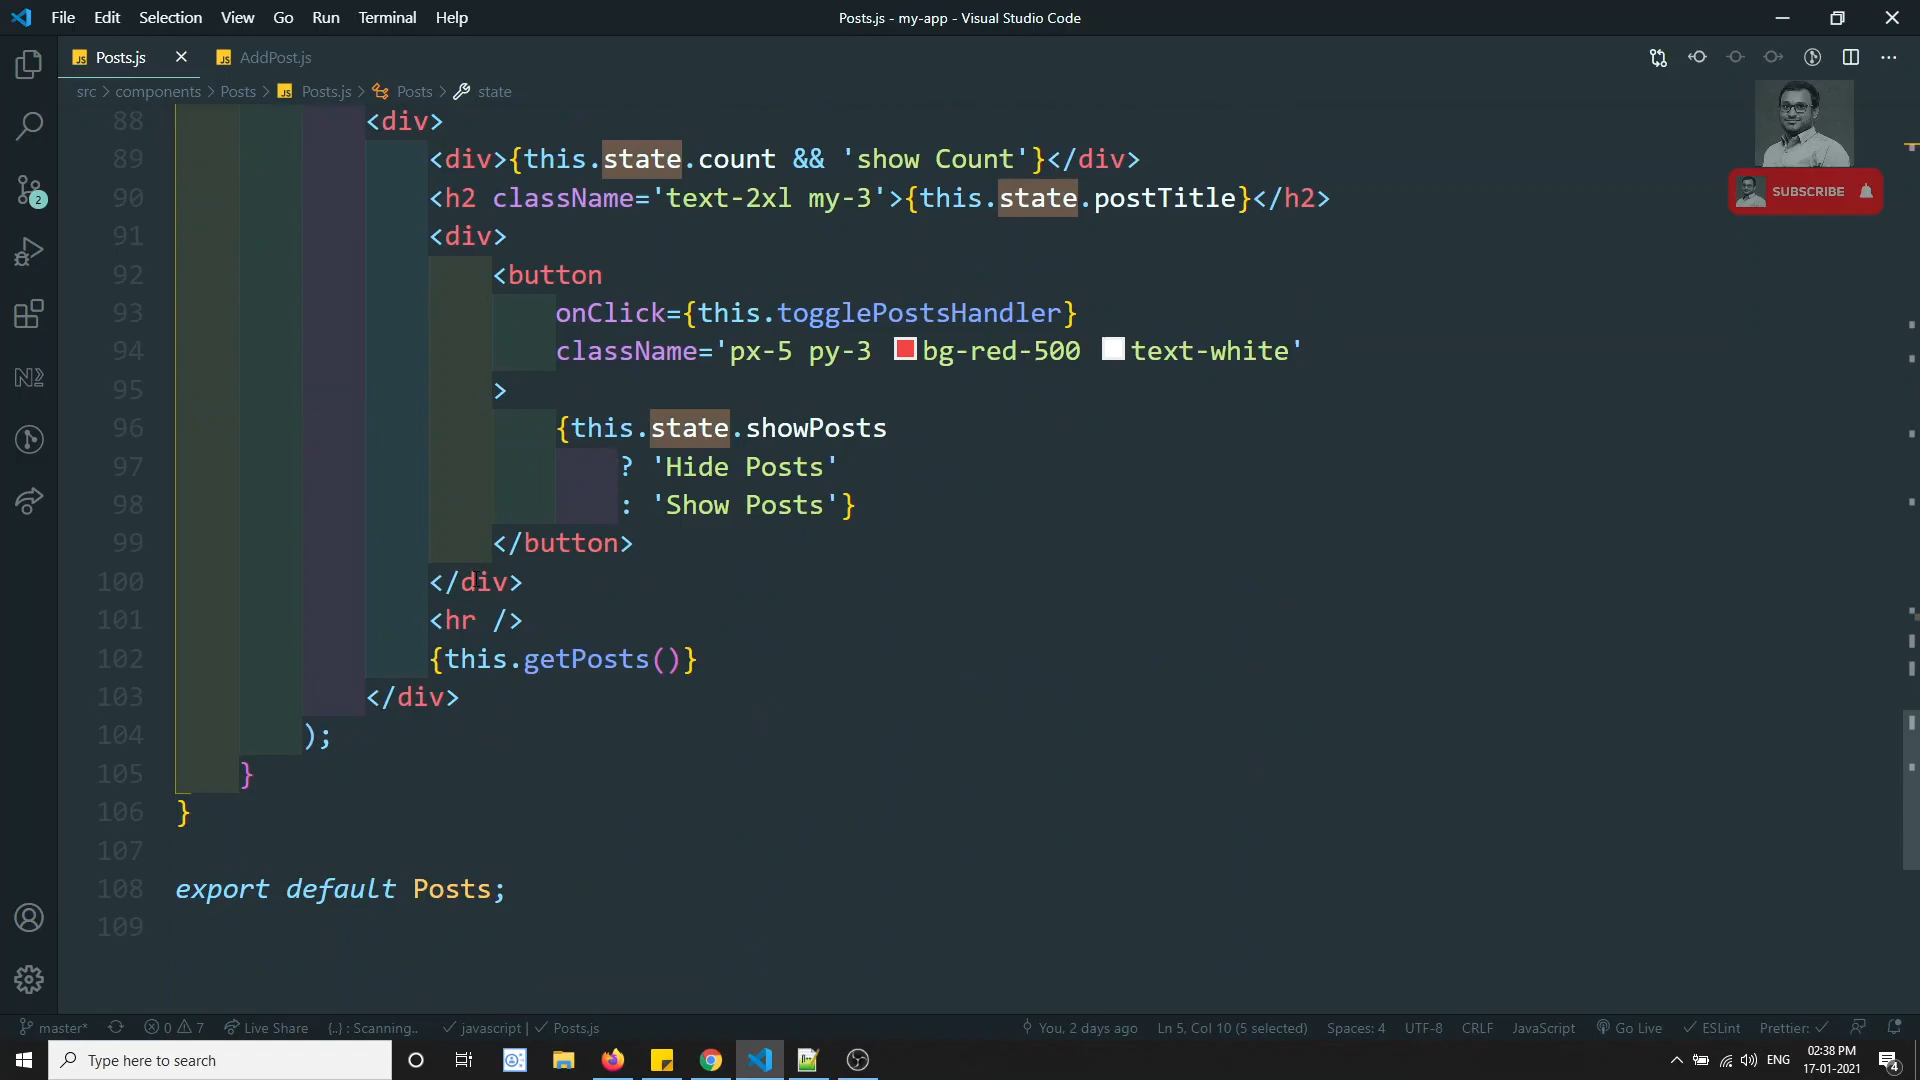 File Edit Selection View Go Run Terminal Help
Posts.js - my-app - Visual Studio Code
JS Posts.js JS AddPost.js
src > components > Posts > JS Posts.js > Posts > state
88 <div>
89 <div>{this.state.count && 'show Count'}</div>
90 <h2 className='text-2xl my-3'>{this.state.postTitle}</h2>
SUBSCRIBE
91 <div>
92 <button
93 onClick={this.togglePostsHandler}
94 className='px-5 py-3 bg-red-500 text-white'
95 >
96 {this.state.showPosts
97 ? 'Hide Posts'
98 : 'Show Posts'}
99 </button>
100 </div>
101 <hr />
102 {this.getPosts()}
103 </div>
104 );
105 }
106 }
107
108 export default Posts;
109
2
master* 0 7 Live Share {..} : Scanning.. javascript | Posts.js You, 2 days ago Ln 5, Col 10 (5 selected) Spaces: 4 UTF-8 CRLF JavaScript Go Live ESLint Prettier:
Type here to search
ENG
02:38 PM
17-01-2021
4